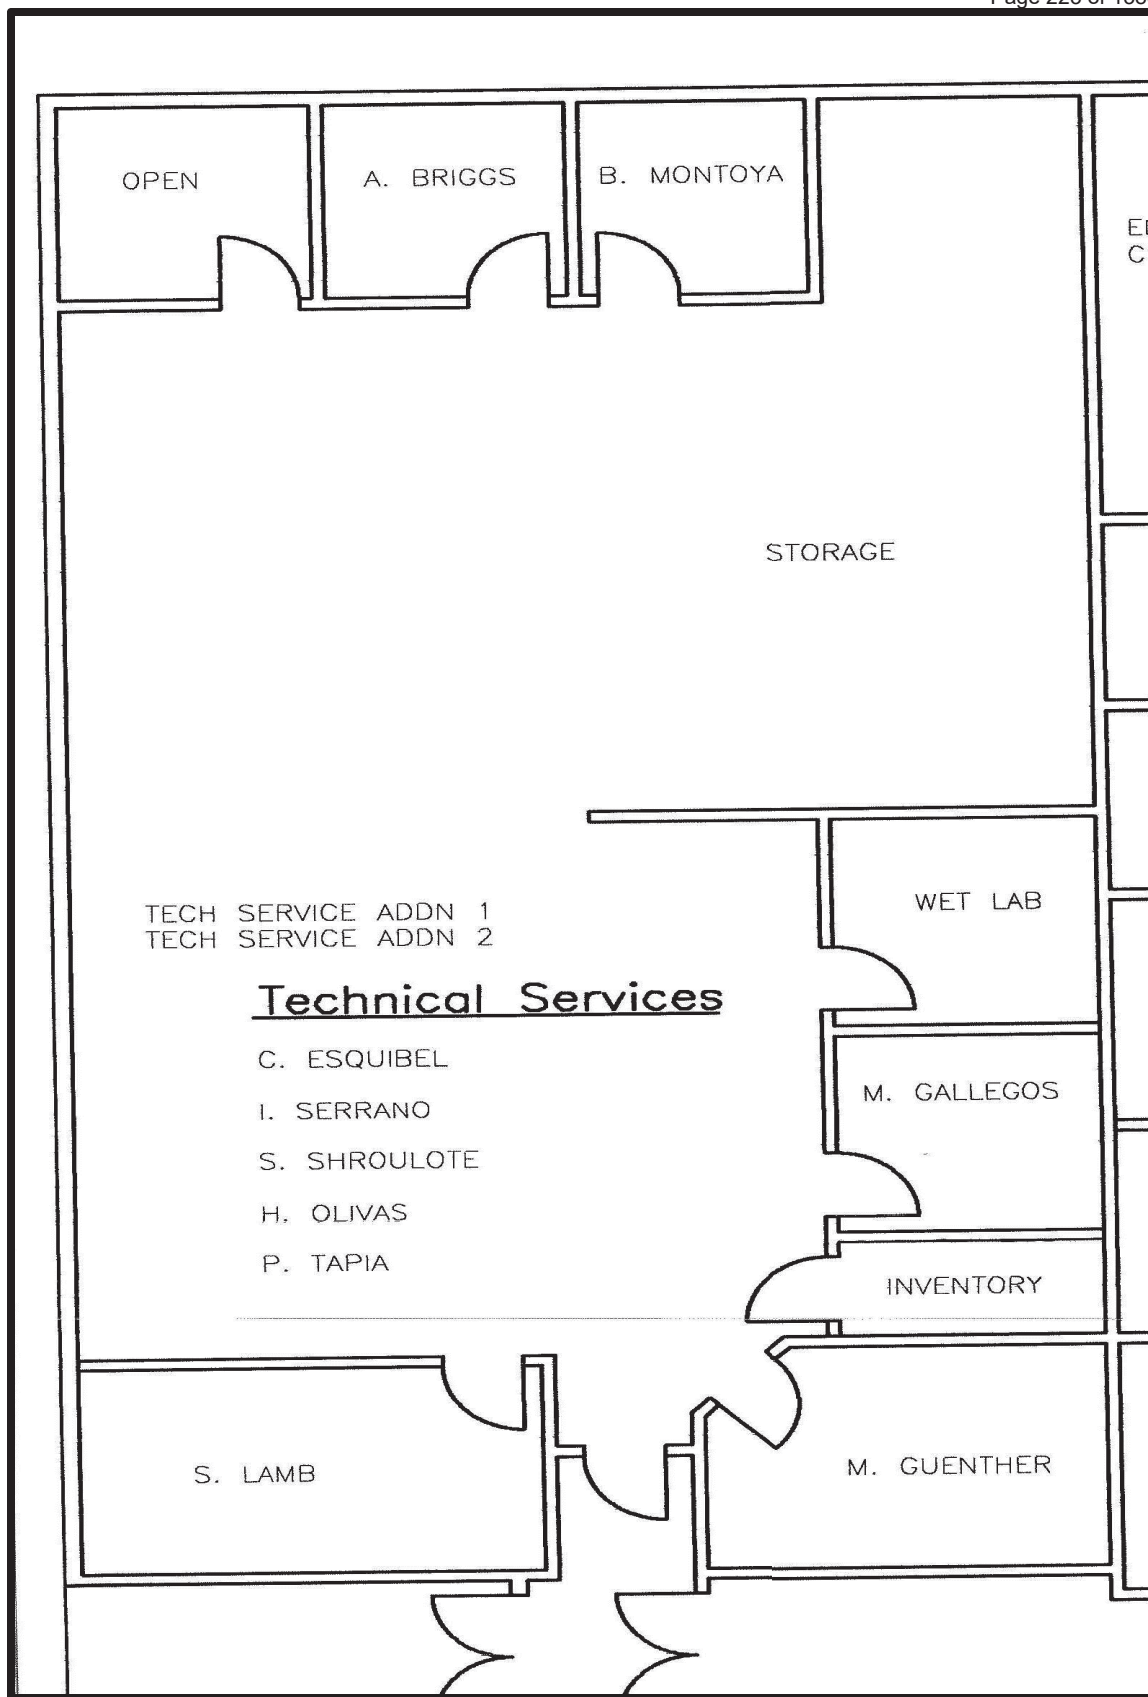 OPEN
A. BRIGGS
B. MONTOYA
STORAGE
WET LAB
TECH SERVICE ADDN 1
TECH SERVICE ADDN 2
Technical Services
C. ESQUIBEL
I. SERRANO
S. SHROULOTE
H. OLIVAS
P. TAPIA
M. GALLEGOS
INVENTORY
S. LAMB
M. GUENTHER